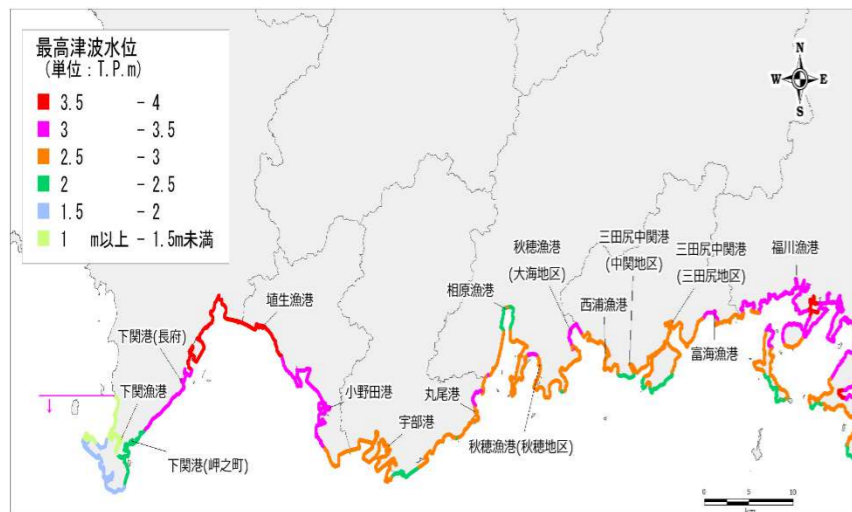 最高津波水位
(単位：T.P.m)
3.5 - 4
3 - 3.5
2.5 - 3
2 - 2.5
1.5 - 2
1 m以上 - 1.5m未満
N
W E
S
三田尻中関港
(中関地区)
三田尻中関港
(三田尻地区)
福川漁港
秋穂漁港
(大海地区)
相原漁港
西浦漁港
埴生漁港
下関港(長府)
富海漁港
下関漁港
小野田港
丸尾港
宇部港
秋穂漁港(秋穂地区)
下関港(岬之町)
0 2.5 5 10
km